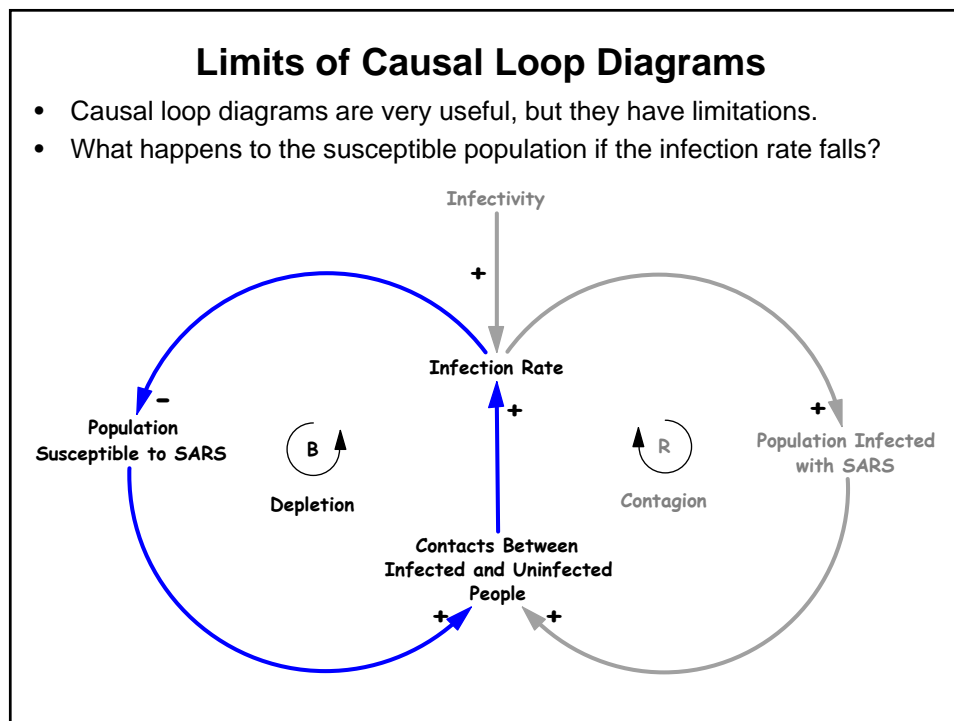 Limits of Causal Loop Diagrams
• Causal loop diagrams are very useful, but they have limitations.
• What happens to the susceptible population if the infection rate falls?
Infectivity
+
Infection Rate
+
-
Population
Susceptible to SARS
B
Depletion
R
Contagion
+
Population Infected
with SARS
Contacts Between
Infected and Uninfected
People
+
+